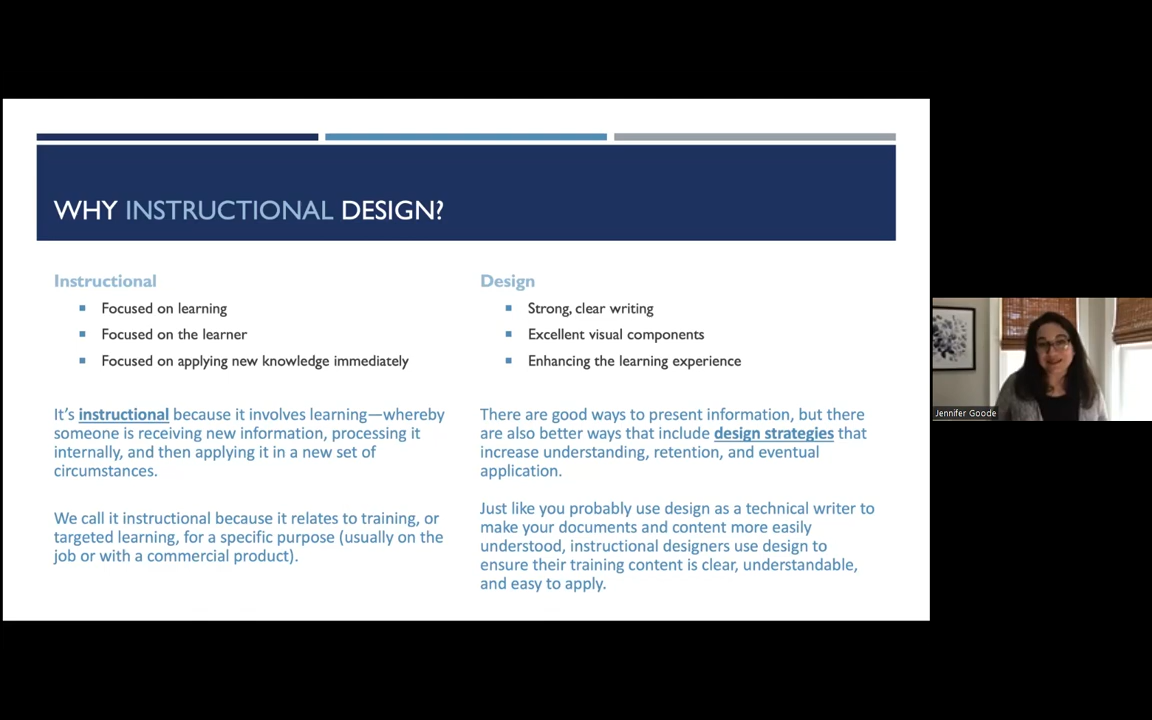 WHY INSTRUCTIONAL DESIGN?
Instructional
Focused on learning
Focused on the learner
Focused on applying new knowledge immediately
It's instructional because it involves learning—whereby
someone is receiving new information, processing it
internally, and then applying it in a new set of
circumstances.
We call it instructional because it relates to training, or
targeted learning, for a specific purpose (usually on the
job or with a commercial product).
Design
Strong, clear writing
Excellent visual components
Enhancing the learning experience
There are good ways to present information, but there
are also better ways that include design strategies that
increase understanding, retention, and eventual
application.
Just like you probably use design as a technical writer to
make your documents and content more easily
understood, instructional designers use design to
ensure their training content is clear, understandable,
and easy to apply.
Jennifer Goode